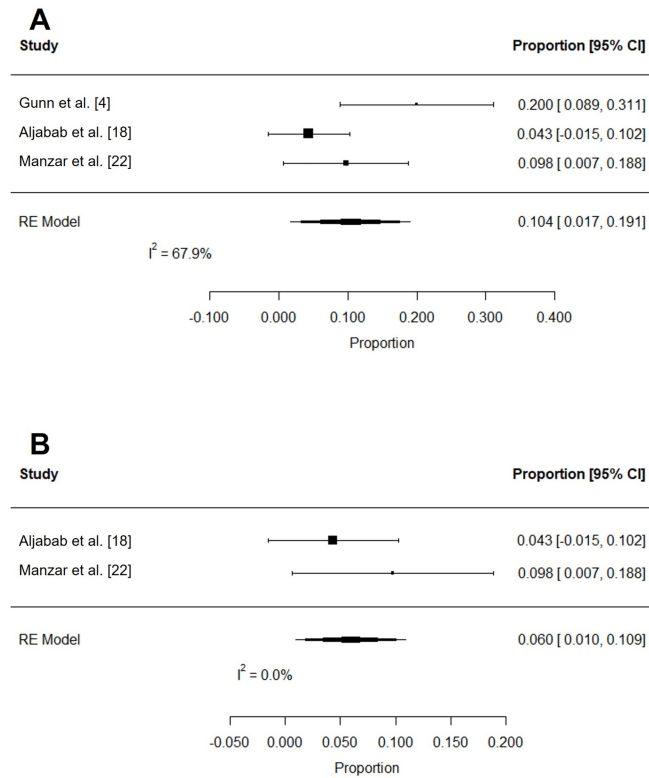 A
Study Proportion [95% CI]
Gunn et al. [4] 0.200 [ 0.089, 0.311]
Aljabab et al. [18] 0.043 [-0.015, 0.102]
Manzar et al. [22] 0.098 [ 0.007, 0.188]
RE Model 0.104 [ 0.017, 0.191]
I² = 67.9%
-0.100 0.000 0.100 0.200 0.300 0.400
Proportion
B
Study Proportion [95% CI]
Aljabab et al. [18] 0.043 [-0.015, 0.102]
Manzar et al. [22] 0.098 [ 0.007, 0.188]
RE Model 0.060 [ 0.010, 0.109]
I² = 0.0%
-0.050 0.000 0.050 0.100 0.150 0.200
Proportion